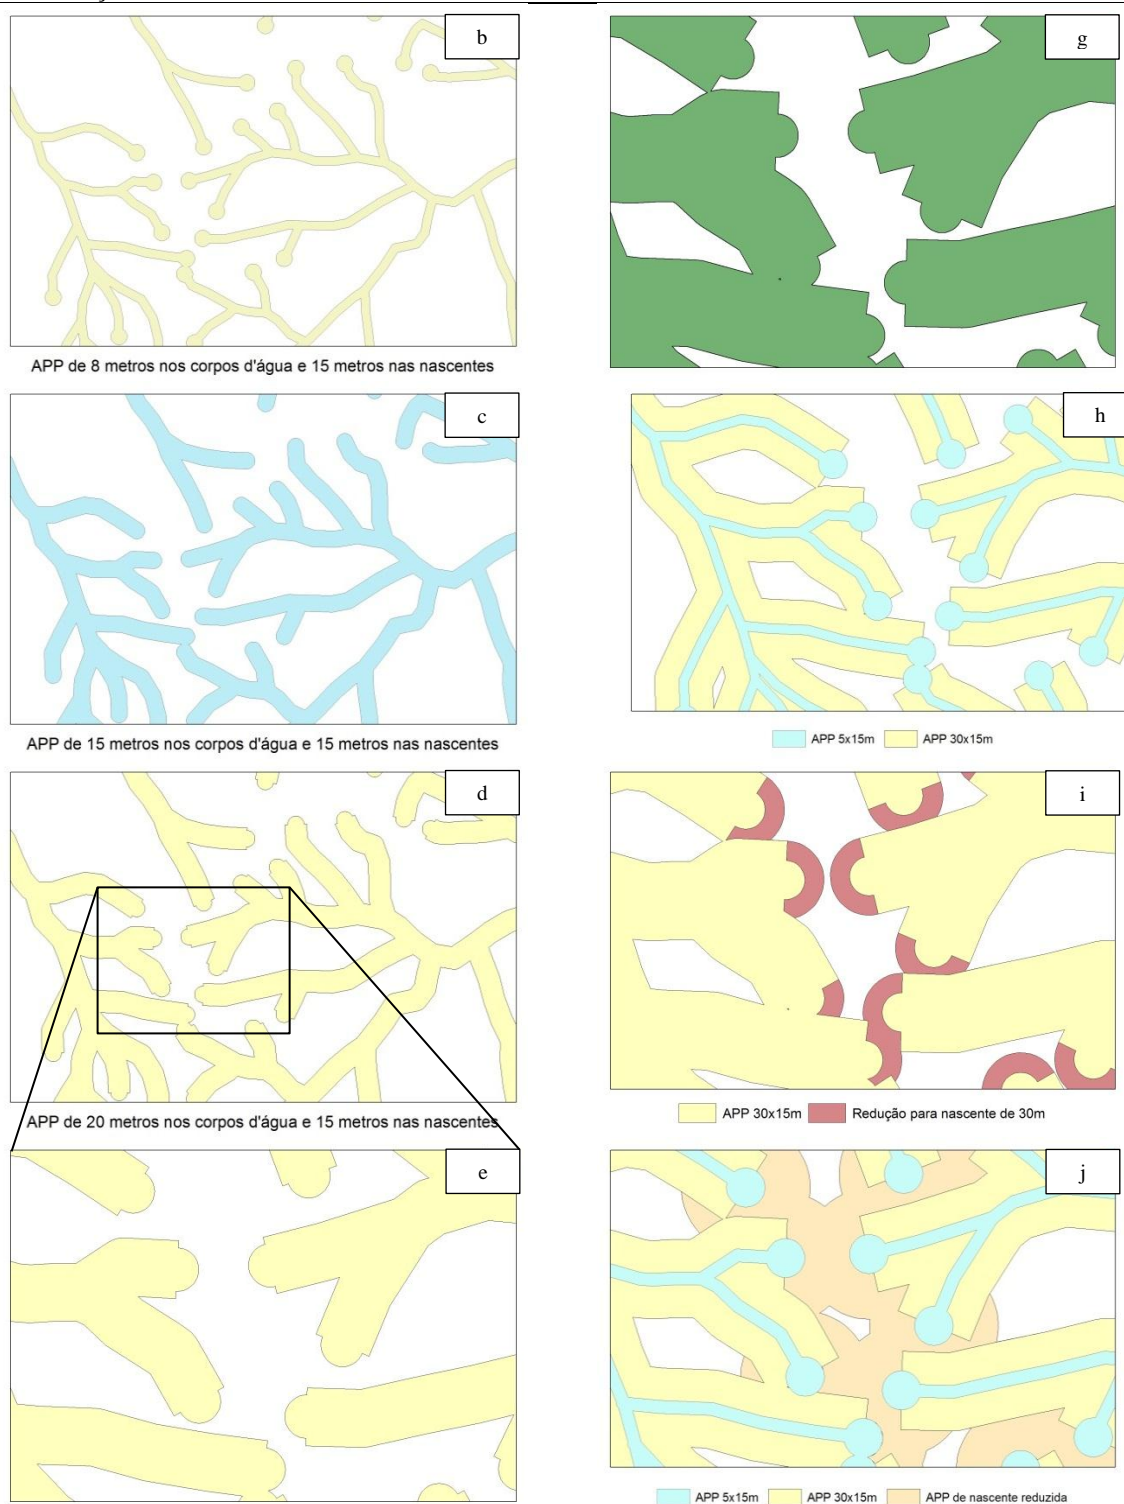 b
APP de 8 metros nos corpos d'água e 15 metros nas nascentes
c
APP de 15 metros nos corpos d'água e 15 metros nas nascentes
d
APP de 20 metros nos corpos d'água e 15 metros nas nascentes
e
g
h
APP 5x15m APP 30x15m
i
APP 30x15m Redução para nascente de 30m
j
APP 5x15m APP 30x15m APP de nascente reduzida